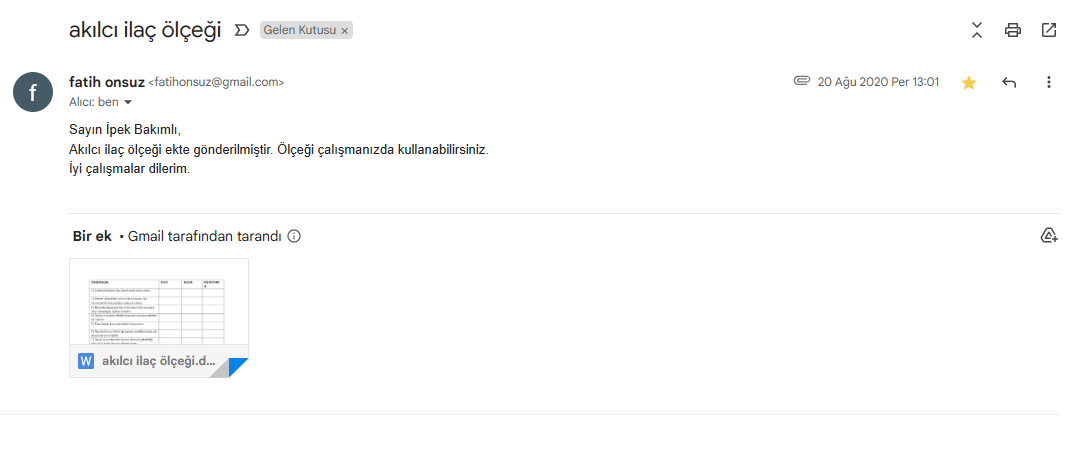 akılcı ilaç ölçeği
Gelen Kutusu ×
f
fatih onsuz <fatihonsuz@gmail.com>
20 Ağu 2020 Per 13:01
Alıcı: ben
Sayın İpek Bakımlı,
Akılcı ilaç ölçeği ekte gönderilmiştir. Ölçeği çalışmanızda kullanabilirsiniz.
İyi çalışmalar dilerim.
Bir ek • Gmail tarafından tarandı
W akılcı ilaç ölçeği.d...